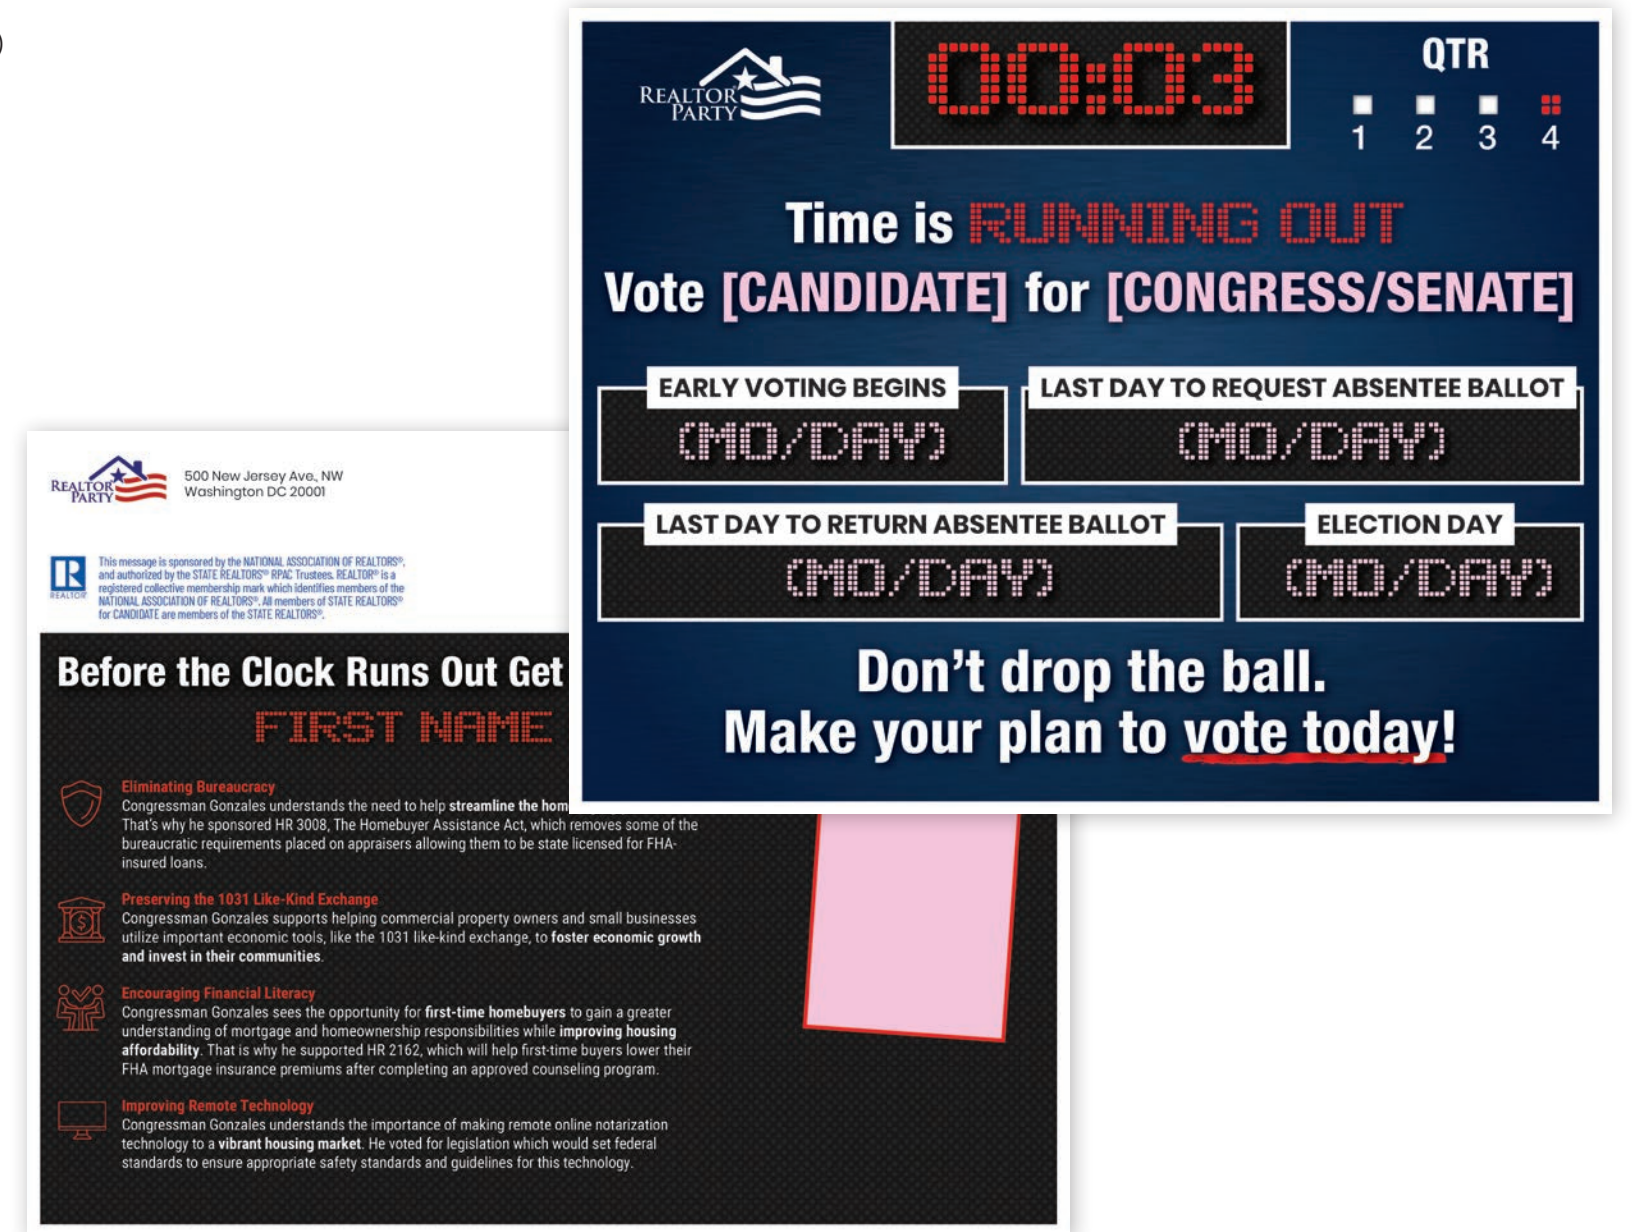 )
REALTOR®
PARTY
00:03
QTR
1 2 3 4
Time is RUNNING OUT
Vote [CANDIDATE] for [CONGRESS/SENATE]
EARLY VOTING BEGINS
(MO/DAY)
LAST DAY TO REQUEST ABSENTEE BALLOT
(MO/DAY)
LAST DAY TO RETURN ABSENTEE BALLOT
(MO/DAY)
ELECTION DAY
(MO/DAY)
Don't drop the ball.
Make your plan to vote today!
REALTOR®
PARTY
500 New Jersey Ave., NW
Washington DC 20001
REALTOR®
This message is sponsored by the NATIONAL ASSOCIATION OF REALTORS®,
and authorized by the STATE REALTORS® RPAC Trustees. REALTOR® is a
registered collective membership mark which identifies members of the
NATIONAL ASSOCIATION OF REALTORS®. All members of STATE REALTORS®
for CANDIDATE are members of the STATE REALTORS®.
Before the Clock Runs Out Get
FIRST NAME
Eliminating Bureaucracy
Congressman Gonzales understands the need to help streamline the hom
That's why he sponsored HR 3008, The Homebuyer Assistance Act, which removes some of the
bureaucratic requirements placed on appraisers allowing them to be state licensed for FHA-
insured loans.
Preserving the 1031 Like-Kind Exchange
Congressman Gonzales supports helping commercial property owners and small businesses
utilize important economic tools, like the 1031 like-kind exchange, to foster economic growth
and invest in their communities.
Encouraging Financial Literacy
Congressman Gonzales sees the opportunity for first-time homebuyers to gain a greater
understanding of mortgage and homeownership responsibilities while improving housing
affordability. That is why he supported HR 2162, which will help first-time buyers lower their
FHA mortgage insurance premiums after completing an approved counseling program.
Improving Remote Technology
Congressman Gonzales understands the importance of making remote online notarization
technology to a vibrant housing market. He voted for legislation which would set federal
standards to ensure appropriate safety standards and guidelines for this technology.